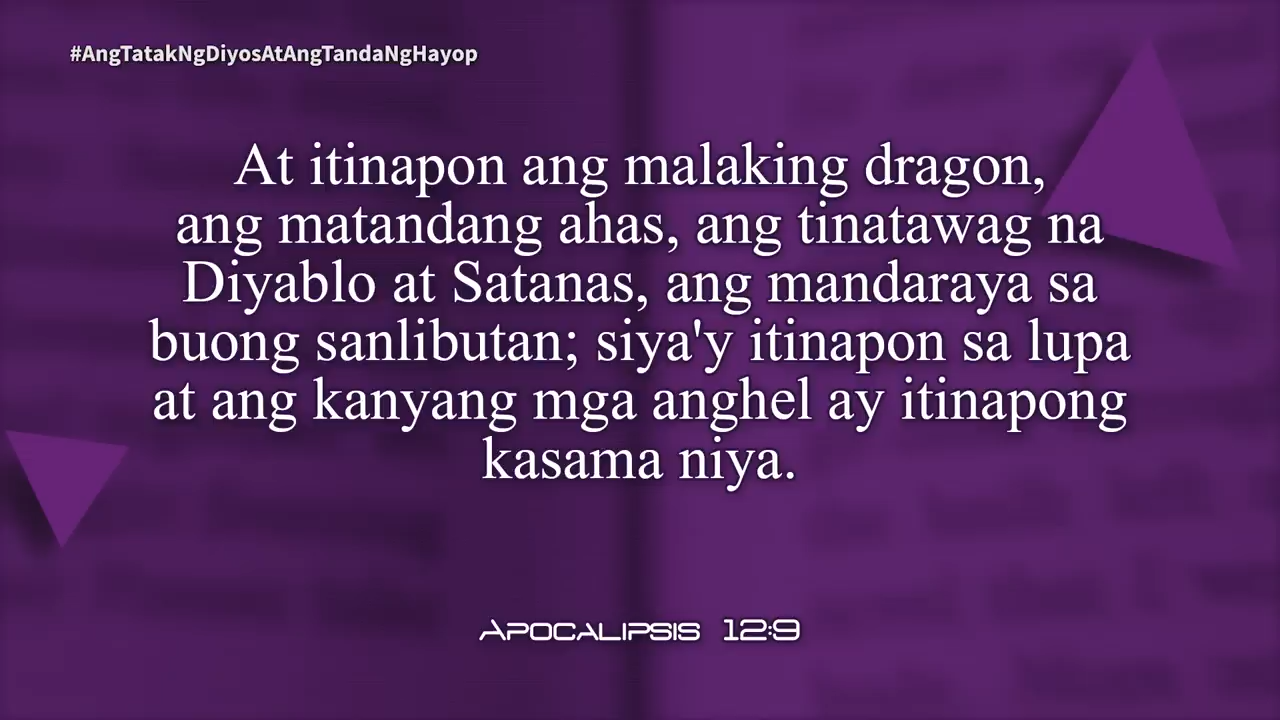 #AngTatakNgDiyosAtAngTandaNgHayop
At itinapon ang malaking dragon,
ang matandang ahas, ang tinatawag na
Diyablo at Satanas, ang mandaraya sa
buong sanlibutan; siya'y itinapon sa lupa
at ang kanyang mga anghel ay itinapong
kasama niya.
Apocalipsis 12:9